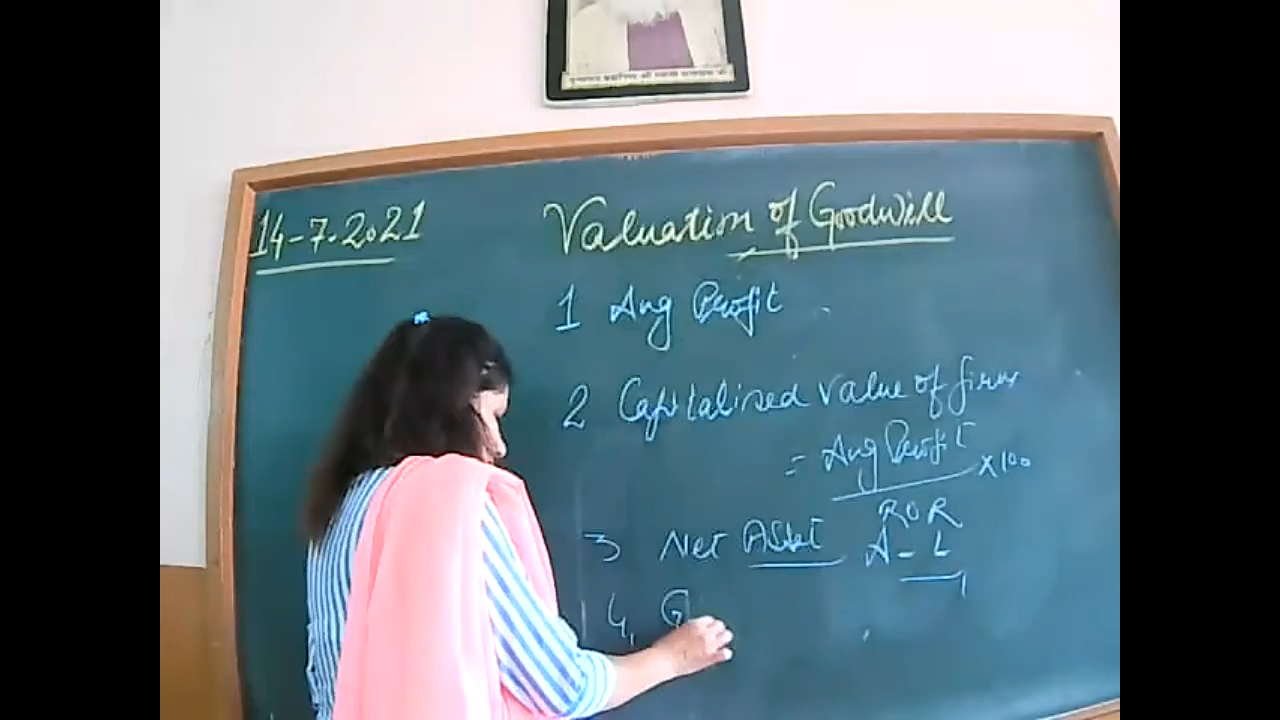 14-7-2021
Valuation of Goodwill
1 Avg Profit
2 Capitalised value of firm
= Avg Profit × 100
ROR
3 Net Asset A - L
4, G